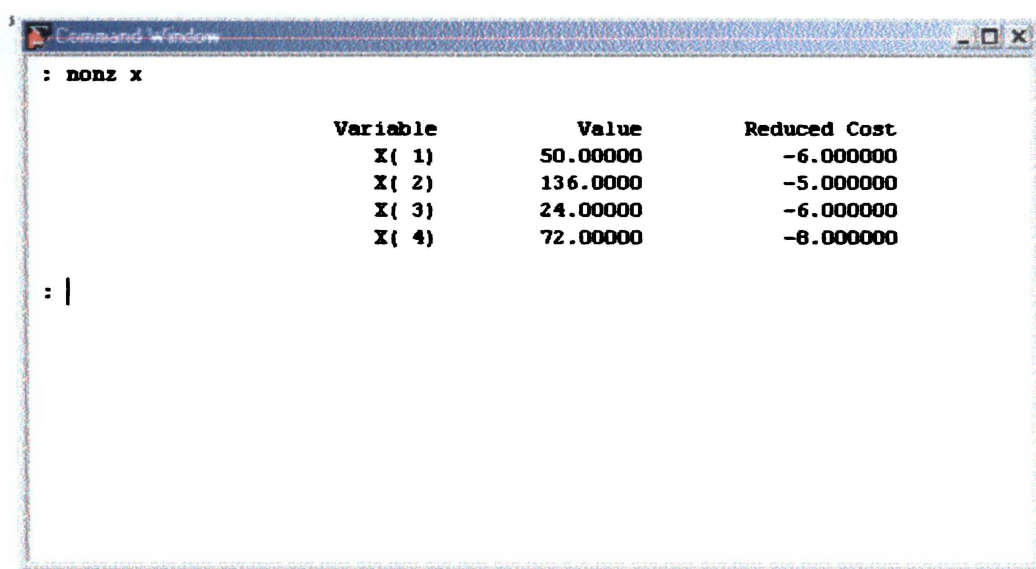 Command Window
: nonz x
Variable Value Reduced Cost
X( 1) 50.00000 -6.000000
X( 2) 136.0000 -5.000000
X( 3) 24.00000 -6.000000
X( 4) 72.00000 -8.000000
: